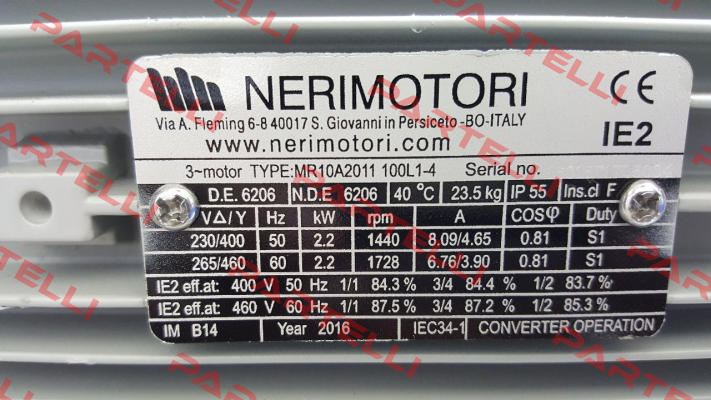 NERIMOTORI
Via A. Fleming 6-8 40017 S. Giovanni in Persiceto -BO-ITALY
www.nerimotori.com
CE
IE2
3~motor TYPE:MR10A2011 100L1-4 Serial no.
D.E. 6206 N.D.E 6206 40 °C 23.5 kg IP 55 Ins.cl F
V△/Y Hz kW rpm A COSφ Duty
230/400 50 2.2 1440 8.09/4.65 0.81 S1
265/460 60 2.2 1728 6.76/3.90 0.81 S1
IE2 eff.at: 400 V 50 Hz 1/1 84.3 % 3/4 84.4 % 1/2 83.7 %
IE2 eff.at: 460 V 60 Hz 1/1 87.5 % 3/4 87.2 % 1/2 85.3 %
IM B14 Year 2016 IEC34-1 CONVERTER OPERATION
PARTELLI
PARTELLI
PARTELLI
PARTELLI
PARTELLI
PARTELLI